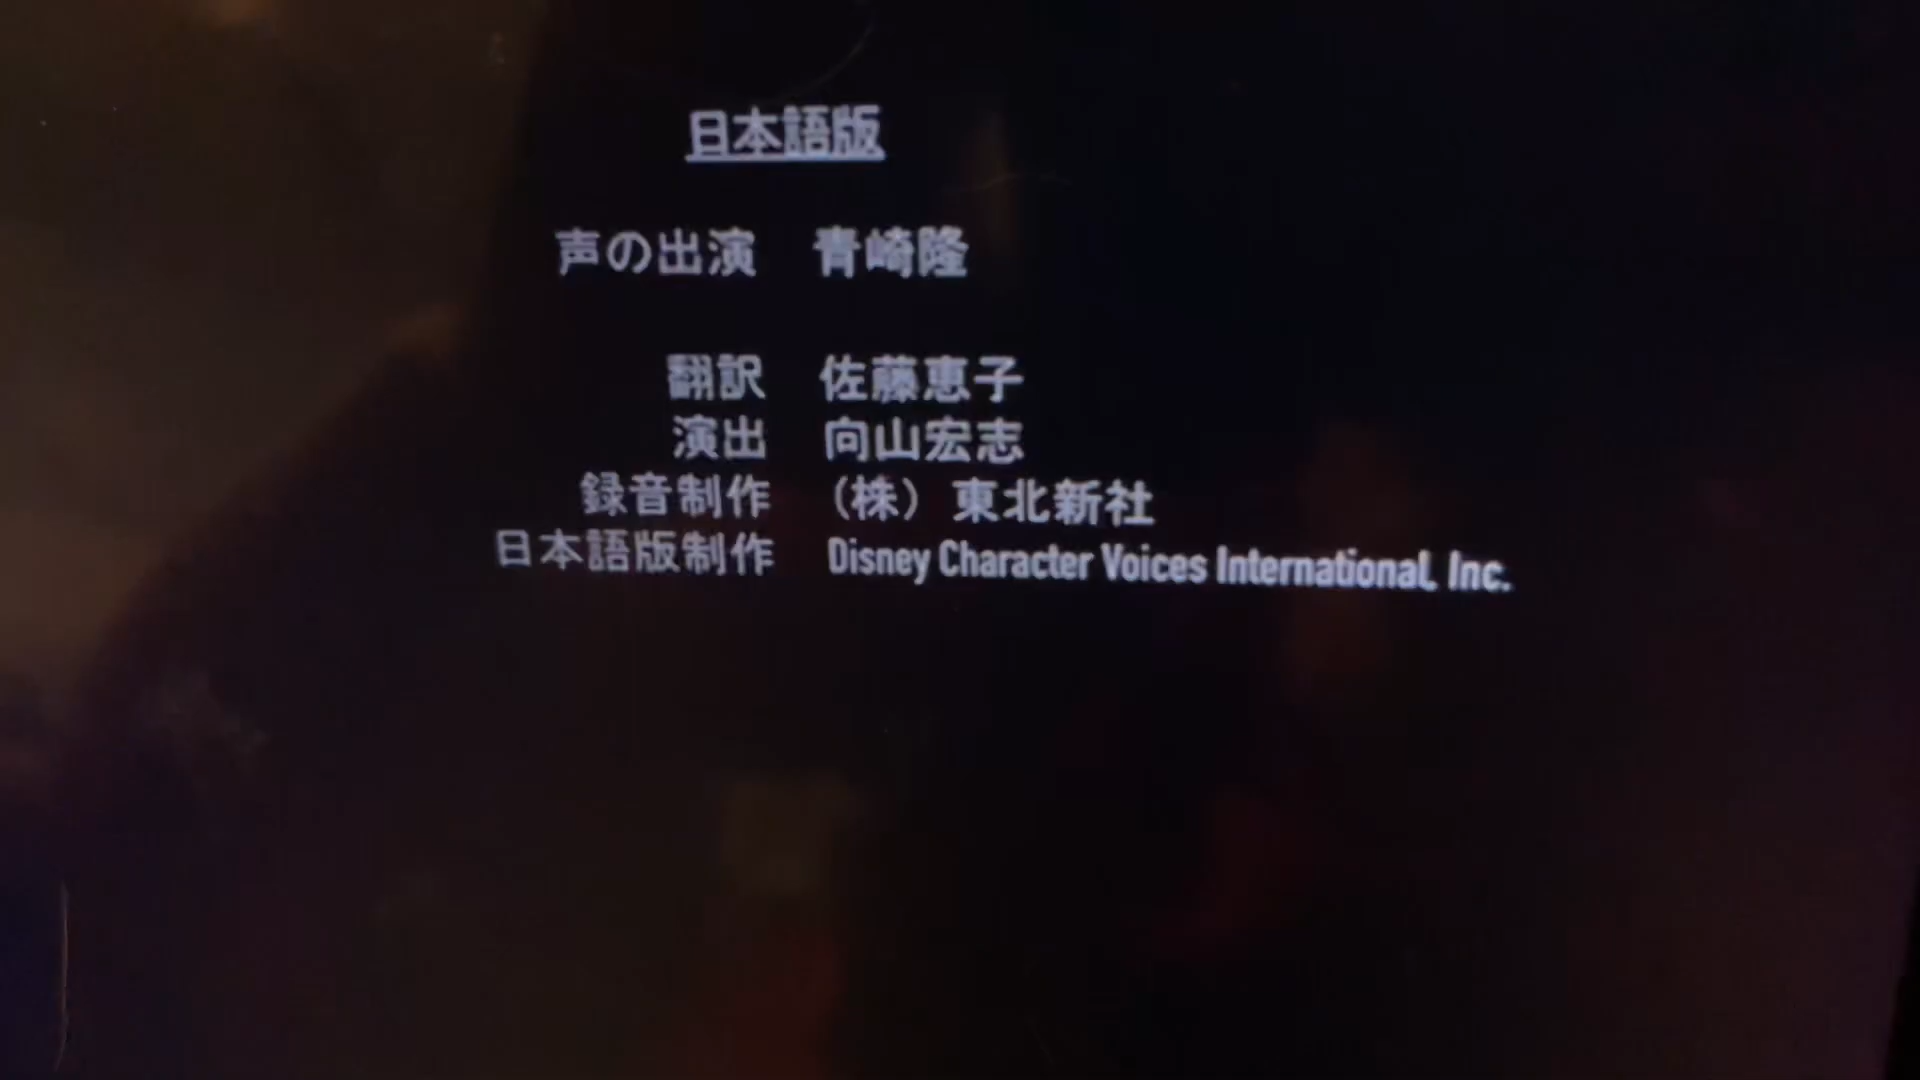 日本語版
声の出演 青崎隆
翻訳 佐藤恵子
演出 向山宏志
録音制作 （株） 東北新社
日本語版制作 Disney Character Voices International, Inc.